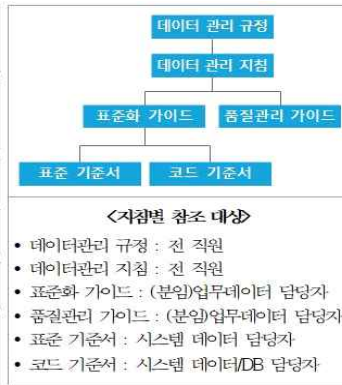 데이터 관리 규정
데이터 관리 지침
표준화 가이드 품질관리 가이드
표준 기준서 코드 기준서
<지침별 참조 대상>
• 데이터관리 규정 : 전 직원
• 데이터관리 지침 : 전 직원
• 표준화 가이드 : (분임)업무데이터 담당자
• 품질관리 가이드 : (분임)업무데이터 담당자
• 표준 기준서 : 시스템 데이터 담당자
• 코드 기준서 : 시스템 데이터/DB 담당자